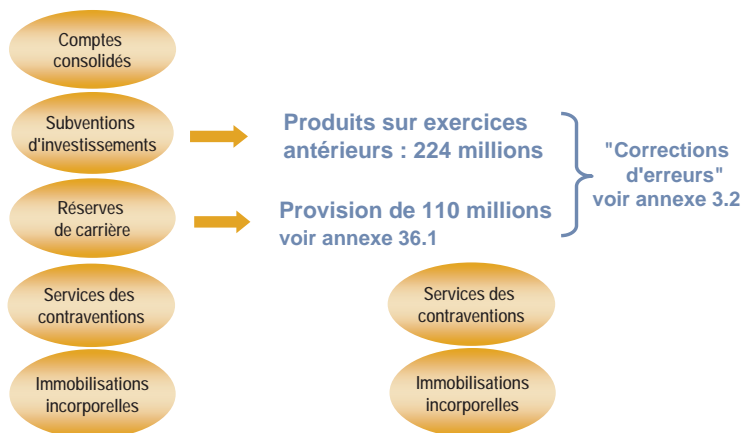 Comptes
consolidés
Subventions
d'investissements
Produits sur exercices
antérieurs : 224 millions
"Corrections
d'erreurs"
voir annexe 3.2
Réserves
de carrière
Provision de 110 millions
voir annexe 36.1
Services des
contraventions
Services des
contraventions
Immobilisations
incorporelles
Immobilisations
incorporelles